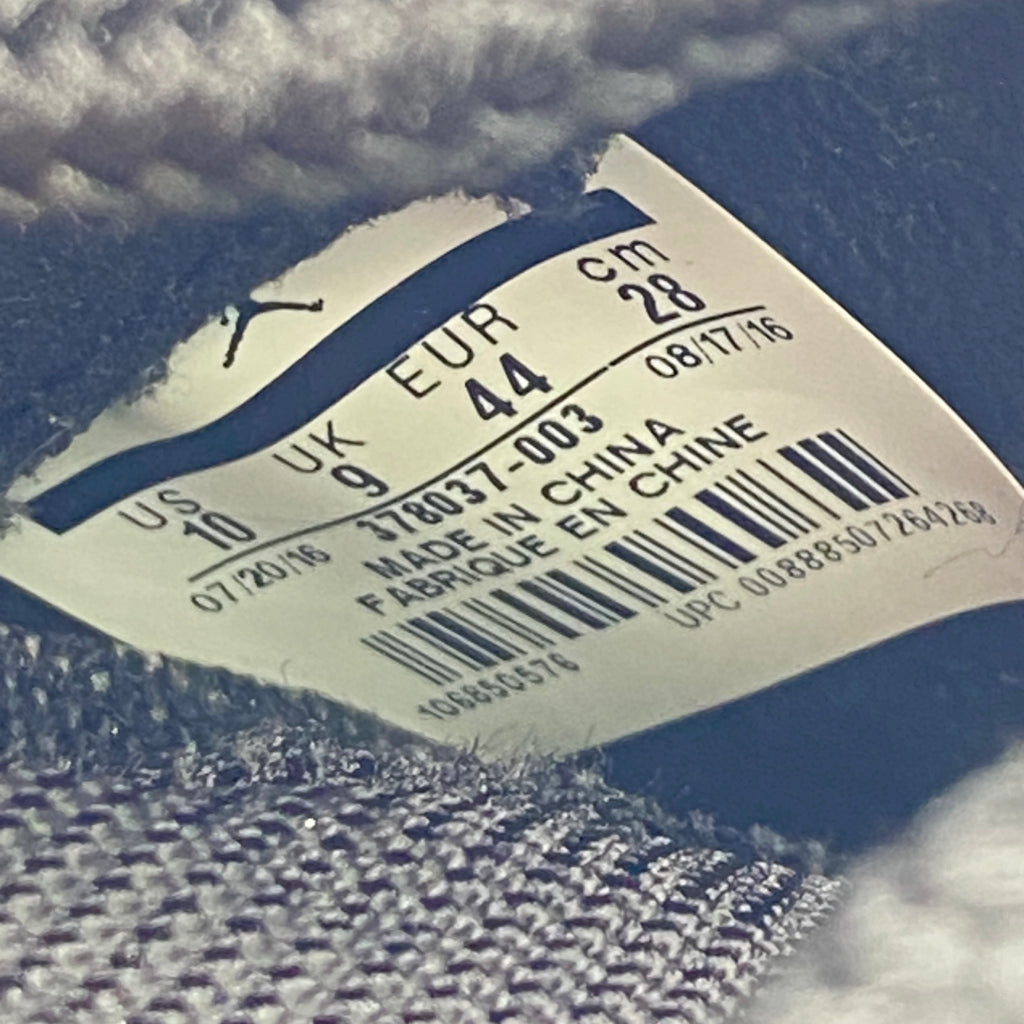 US UK EUR cm
10 9 44 28
07/20/16 378037-003 08/17/16
MADE IN CHINA
FABRIQUE EN CHINE
106850576 UPC 00888507264268